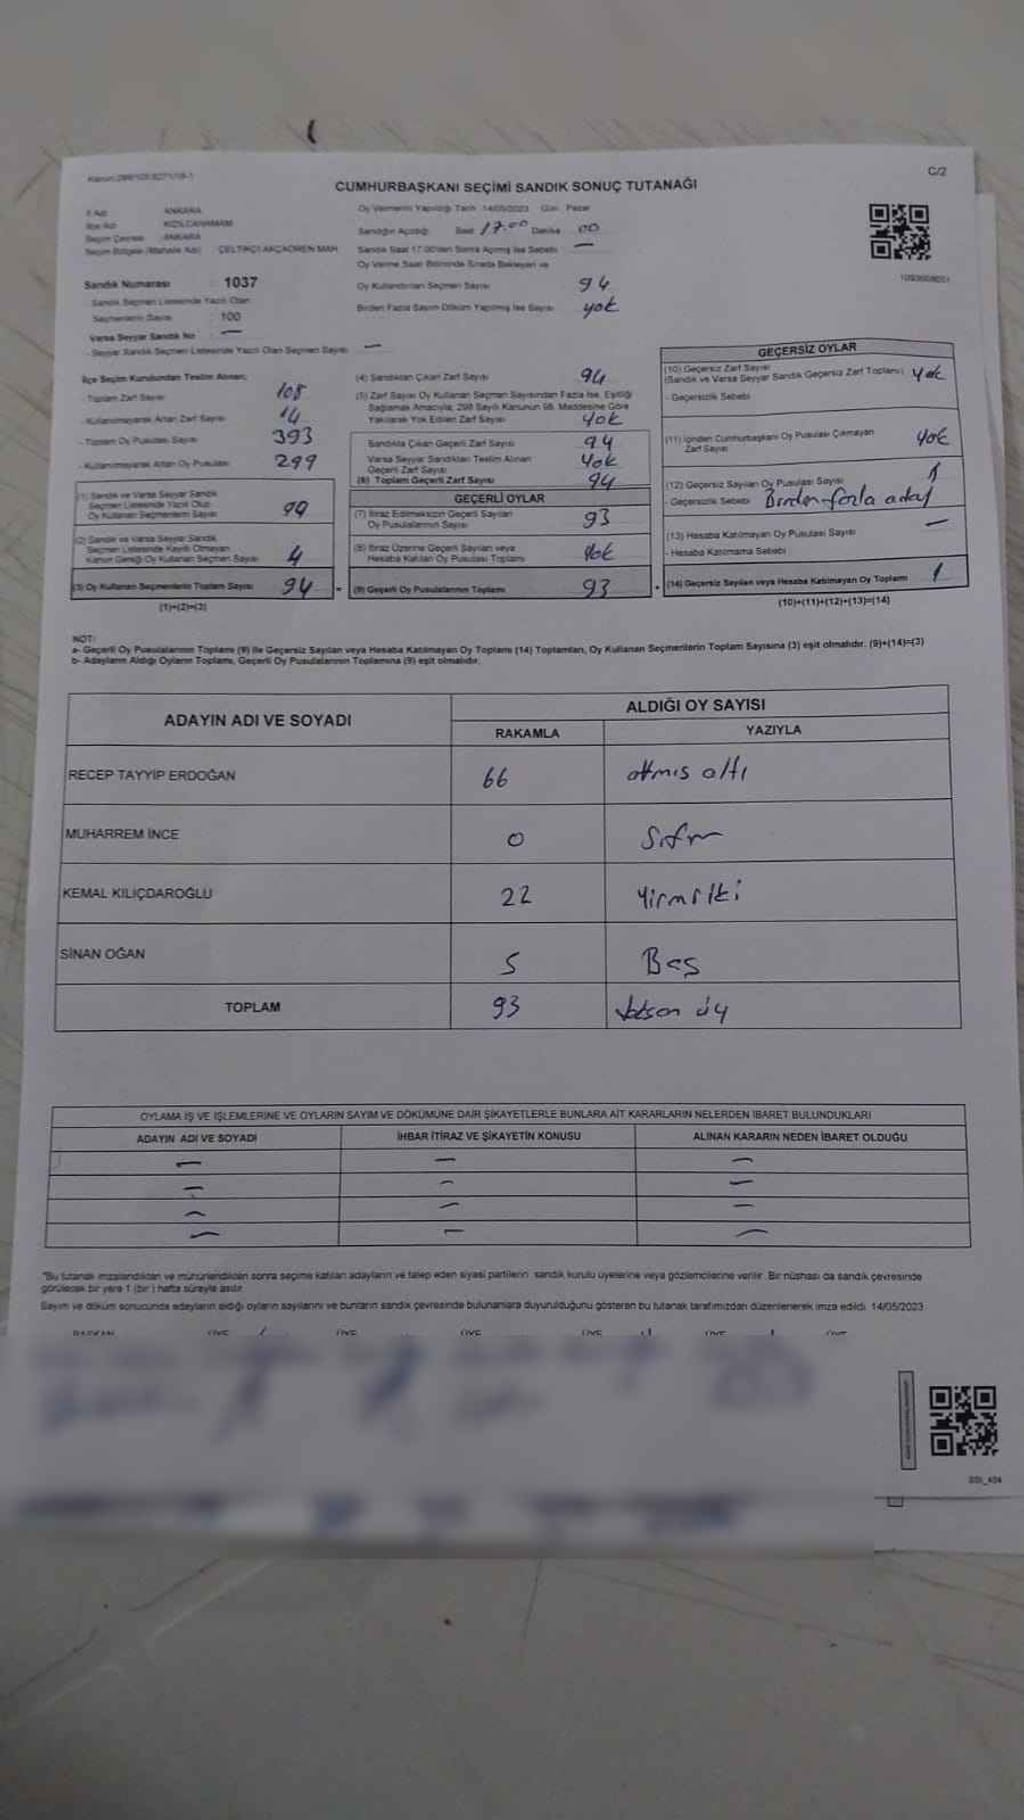 C/2
CUMHURBAŞKANI SEÇİMİ SANDIK SONUÇ TUTANAĞI
İl Adı ANKARA
İlçe Adı KIZILCAHAMAM
Seçim Çevresi ANKARA
Seçim Bölgesi (Mahalle Adı) ÇELTİKÇİ AKÇAÖREN MAH
Sandık Numarası 1037
Sandık Seçmen Listesinde Yazılı Olan
Seçmenlerin Sayısı 100
Varsa Seyyar Sandık No —
- Seyyar Sandık Seçmen Listesinde Yazılı Olan Seçmen Sayısı —
Oy Vermenin Yapıldığı Tarih 14/05/2023 Gün Pazar
Sandığın Açıldığı Saat 17.00 Dakika 00
Sandık Saat 17.00'den Sonra Açılmış İse Sebebi —
Oy Verme Saati Bitiminde Sırada Bekleyen ve
Oy Kullandırılan Seçmen Sayısı 94
Birden Fazla Sayım Döküm Yapılmış İse Sayısı yok
İlçe Seçim Kurulundan Teslim Alınan;
- Toplam Zarf Sayısı 108
- Kullanılmayarak Artan Zarf Sayısı 14
- Toplam Oy Pusulası Sayısı 393
- Kullanılmayarak Artan Oy Pusulası 299
(1) Sandık ve Varsa Seyyar Sandık
Seçmen Listesinde Yazılı Olup
Oy Kullanan Seçmenlerin Sayısı
(2) Sandık ve Varsa Seyyar Sandık
Seçmen Listesinde Kayıtlı Olmayan
Kanun Gereği Oy Kullanan Seçmen Sayısı 4
(3) Oy Kullanan Seçmenlerin Toplam Sayısı 94
(1)+(2)=(3)
(4) Sandıktan Çıkan Zarf Sayısı 94
(5) Zarf Sayısı Oy Kullanan Seçmen Sayısından Fazla İse, Eşitliği
Sağlamak Amacıyla, 298 Sayılı Kanunun 98. Maddesine Göre
Yakılarak Yok Edilen Zarf Sayısı Yok
Sandıkta Çıkan Geçerli Zarf Sayısı 94
Varsa Seyyar Sandıktan Teslim Alınan
Geçerli Zarf Sayısı Yok
(6) Toplam Geçerli Zarf Sayısı 94
GEÇERLİ OYLAR
(7) İtiraz Edilmeksizin Geçerli Sayılan
Oy Pusulalarının Sayısı 93
(8) İtiraz Üzerine Geçerli Sayılan veya
Hesaba Katılan Oy Pusulası Toplamı Yok
= (9) Geçerli Oy Pusulalarının Toplamı 93
GEÇERSİZ OYLAR
(10) Geçersiz Zarf Sayısı
(Sandık ve Varsa Seyyar Sandık Geçersiz Zarf Toplamı) Yok
- Geçersizlik Sebebi
(11) İçinden Cumhurbaşkanı Oy Pusulası Çıkmayan
Zarf Sayısı Yok
(12) Geçersiz Sayılan Oy Pusulası Sayısı 1
- Geçersizlik Sebebi Birden fazla aday
(13) Hesaba Katılmayan Oy Pusulası Sayısı —
- Hesaba Katılmama Sebebi
+ (14) Geçersiz Sayılan veya Hesaba Katılmayan Oy Toplamı 1
(10)+(11)+(12)+(13)=(14)
NOT:
a- Geçerli Oy Pusulalarının Toplamı (9) ile Geçersiz Sayılan veya Hesaba Katılmayan Oy Toplamı (14) Toplamları, Oy Kullanan Seçmenlerin Toplam Sayısına (3) eşit olmalıdır. (9)+(14)=(3)
b- Adayların Aldığı Oyların Toplamı, Geçerli Oy Pusulalarının Toplamına (9) eşit olmalıdır.
ADAYIN ADI VE SOYADI ALDIĞI OY SAYISI
RAKAMLA YAZIYLA
RECEP TAYYİP ERDOĞAN 66 atmıs altı
MUHARREM İNCE 0 Sıfır
KEMAL KILIÇDAROĞLU 22 Yirmi iki
SİNAN OĞAN 5 Beş
TOPLAM 93
OYLAMA İŞ VE İŞLEMLERİNE VE OYLARIN SAYIM VE DÖKÜMÜNE DAİR ŞİKAYETLERLE BUNLARA AİT KARARLARIN NELERDEN İBARET BULUNDUKLARI
ADAYIN ADI VE SOYADI İHBAR İTİRAZ VE ŞİKAYETİN KONUSU ALINAN KARARIN NEDEN İBARET OLDUĞU
— — —
— — —
— — —
— — —
"Bu tutanak imzalandıktan ve mühürlendikten sonra seçime katılan adayların ve talep eden siyasi partilerin sandık kurulu üyelerine veya gözlemcilerine verilir. Bir nüshası da sandık çevresinde
görülecek bir yere 1 (bir) hafta süreyle asılır.
Sayım ve döküm sonucunda adayların aldığı oyların sayılarını ve bunların sandık çevresinde bulunanlara duyurulduğunu gösteren bu tutanak tarafımızdan düzenlenerek imza edildi. 14/05/2023
BAŞKAN ÜYE ÜYE ÜYE ÜYE ÜYE ÜYE